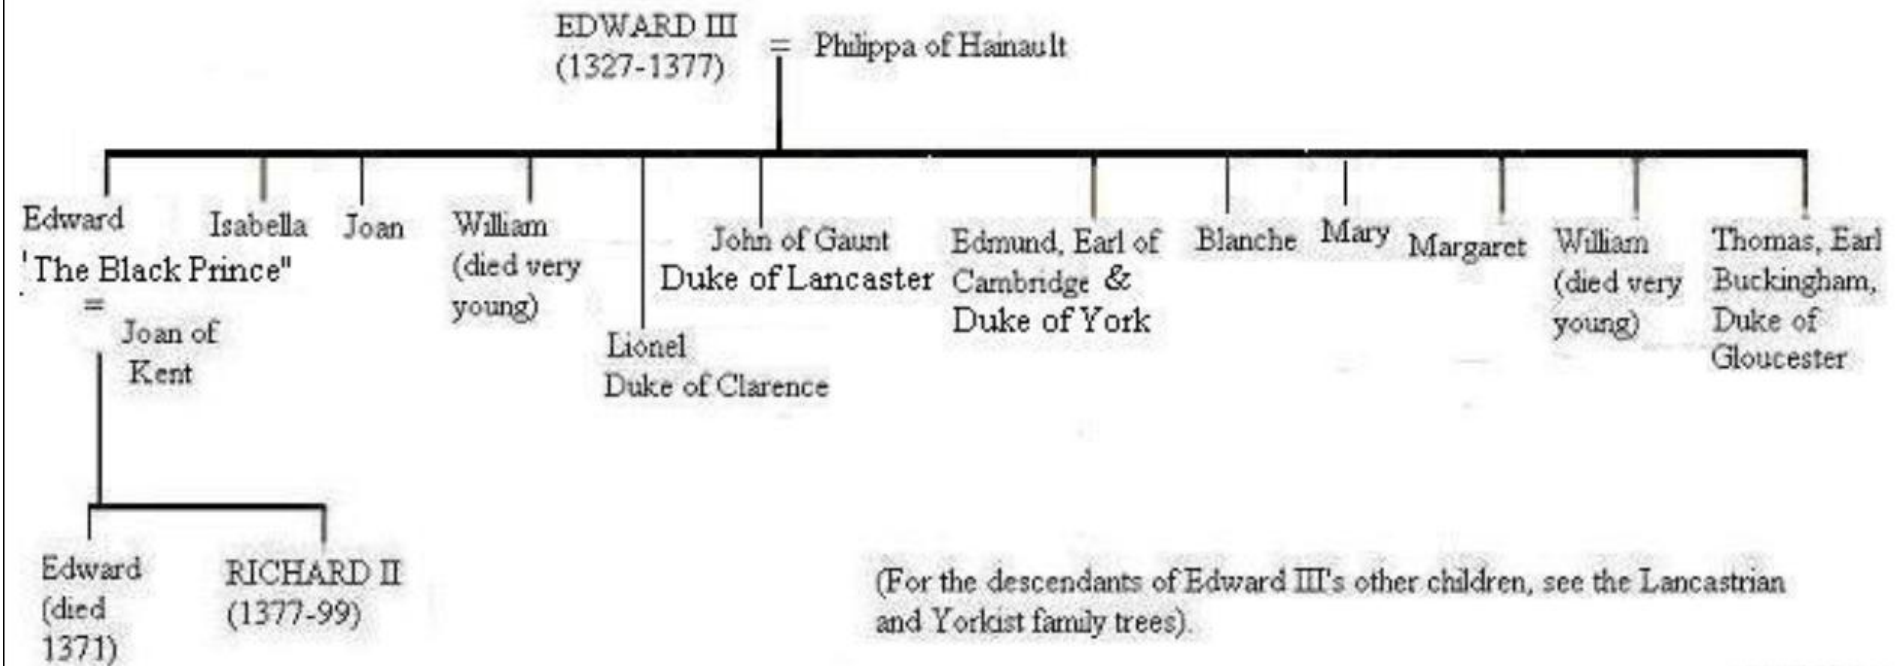 EDWARD III
(1327-1377)
= Philippa of Hainault
Edward
'The Black Prince"
=
Joan of
Kent
Isabella
Joan
William
(died very
young)
Lionel
Duke of Clarence
John of Gaunt
Duke of Lancaster
Edmund, Earl of
Cambridge &
Duke of York
Blanche
Mary
Margaret
William
(died very
young)
Thomas, Earl
Buckingham,
Duke of
Gloucester
Edward
(died
1371)
RICHARD II
(1377-99)
(For the descendants of Edward III's other children, see the Lancastrian
and Yorkist family trees).